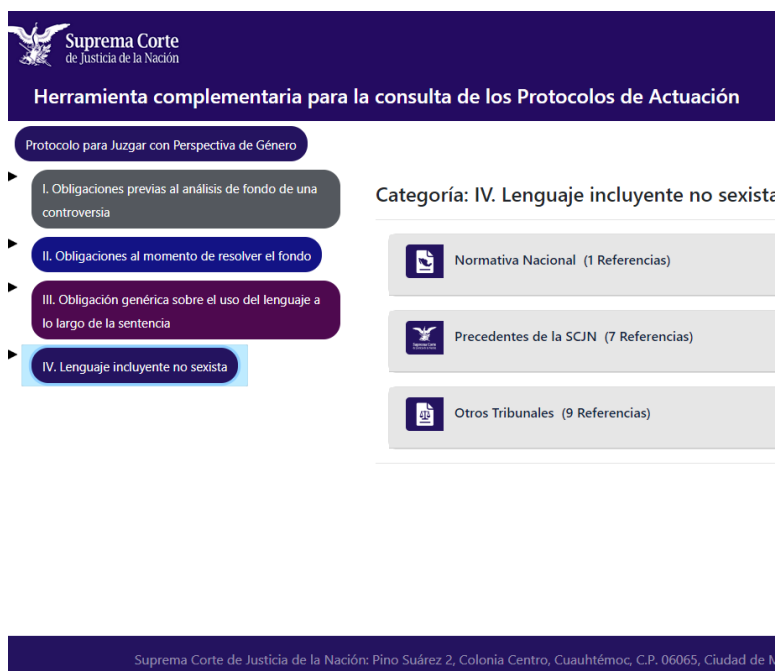 Suprema Corte
de Justicia de la Nación
Herramienta complementaria para la consulta de los Protocolos de Actuación
Protocolo para Juzgar con Perspectiva de Género
I. Obligaciones previas al análisis de fondo de una
controversia
II. Obligaciones al momento de resolver el fondo
III. Obligación genérica sobre el uso del lenguaje a
lo largo de la sentencia
IV. Lenguaje incluyente no sexista
Categoría: IV. Lenguaje incluyente no sexista
Normativa Nacional (1 Referencias)
Precedentes de la SCJN (7 Referencias)
Otros Tribunales (9 Referencias)
Suprema Corte de Justicia de la Nación: Pino Suárez 2, Colonia Centro, Cuauhtémoc, C.P. 06065, Ciudad de M